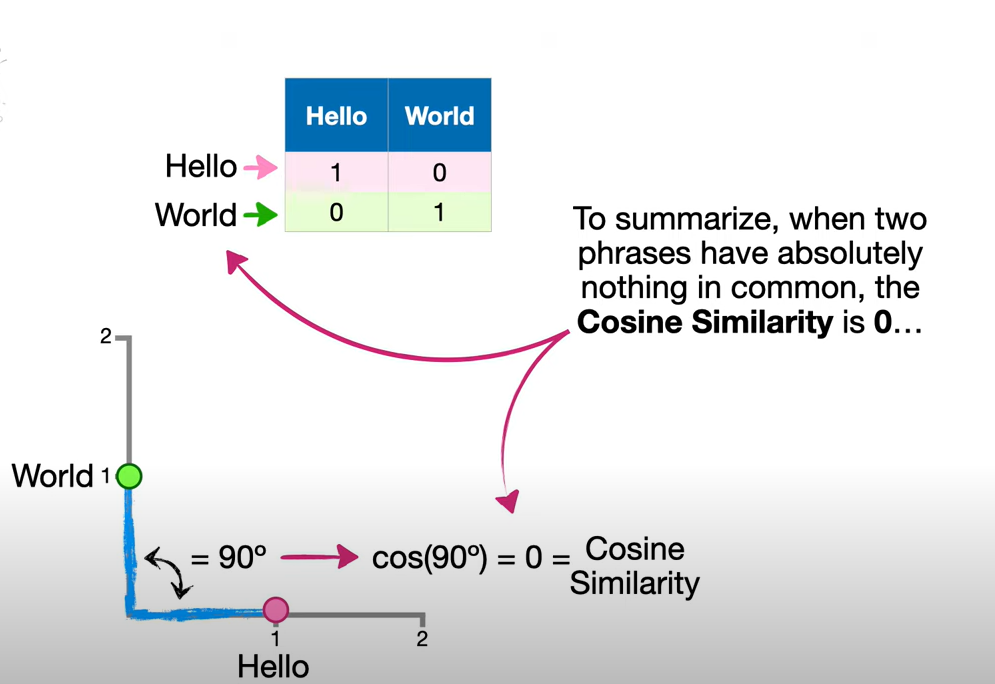 Hello World
Hello 1 0
World 0 1
To summarize, when two
phrases have absolutely
nothing in common, the
Cosine Similarity is 0…
2
World 1
= 90º cos(90º) = 0 = Cosine
Similarity
1 2
Hello